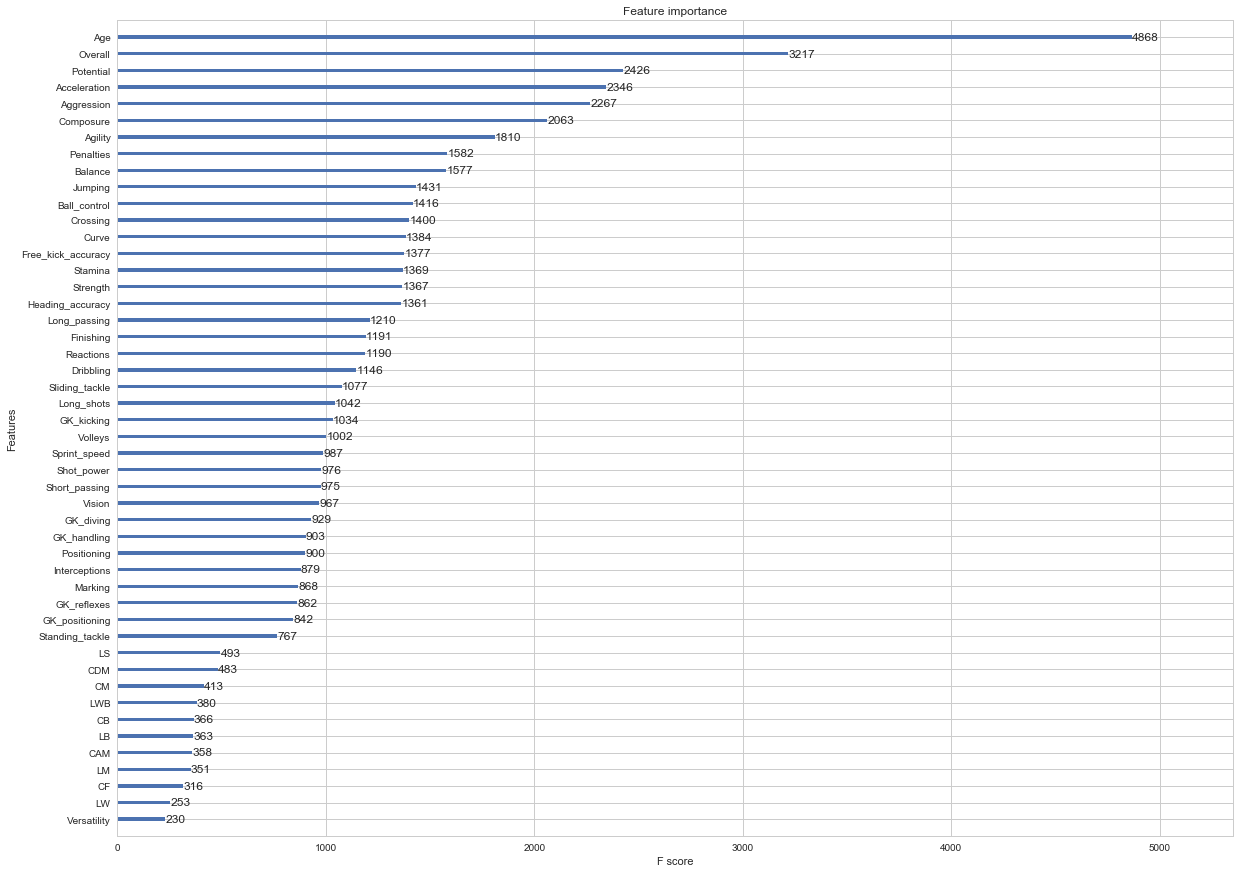 Feature importance
Age 4868
Overall 3217
Potential 2426
Acceleration 2346
Aggression 2267
Composure 2063
Agility 1810
Penalties 1582
Balance 1577
Jumping 1431
Ball_control 1416
Crossing 1400
Curve 1384
Free_kick_accuracy 1377
Stamina 1369
Strength 1367
Heading_accuracy 1361
Long_passing 1210
Finishing 1191
Reactions 1190
Dribbling 1146
Sliding_tackle 1077
Long_shots 1042
GK_kicking 1034
Volleys 1002
Sprint_speed 987
Shot_power 976
Short_passing 975
Vision 967
GK_diving 929
GK_handling 903
Positioning 900
Interceptions 879
Marking 868
GK_reflexes 862
GK_positioning 842
Standing_tackle 767
LS 493
CDM 483
CM 413
LWB 380
CB 366
LB 363
CAM 358
LM 351
CF 316
LW 253
Versatility 230
Features
0 1000 2000 3000 4000 5000
F score